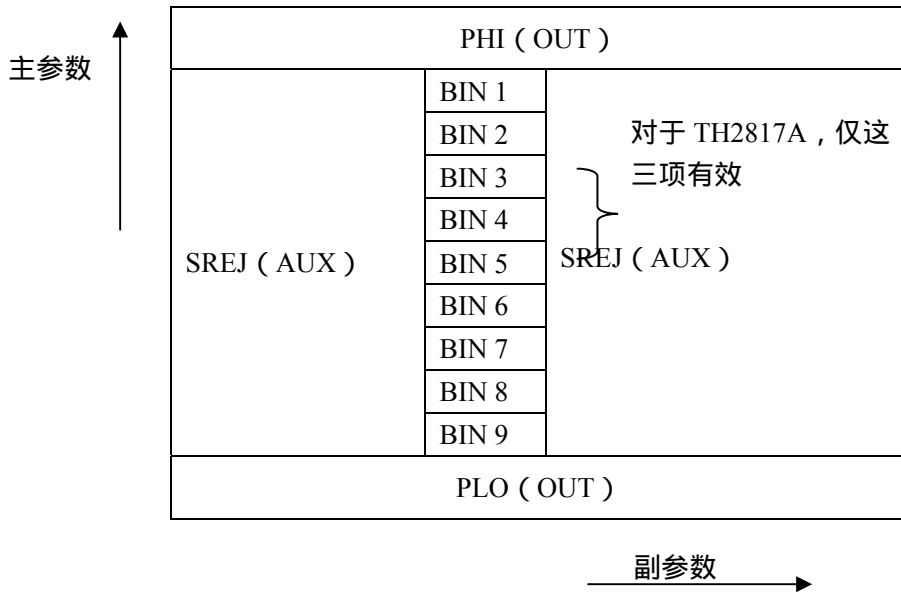 PHI（OUT）
主参数
BIN 1
BIN 2
BIN 3
BIN 4
BIN 5
BIN 6
BIN 7
BIN 8
BIN 9
SREJ（AUX）
对于 TH2817A，仅这
三项有效
SREJ（AUX）
PLO（OUT）
副参数